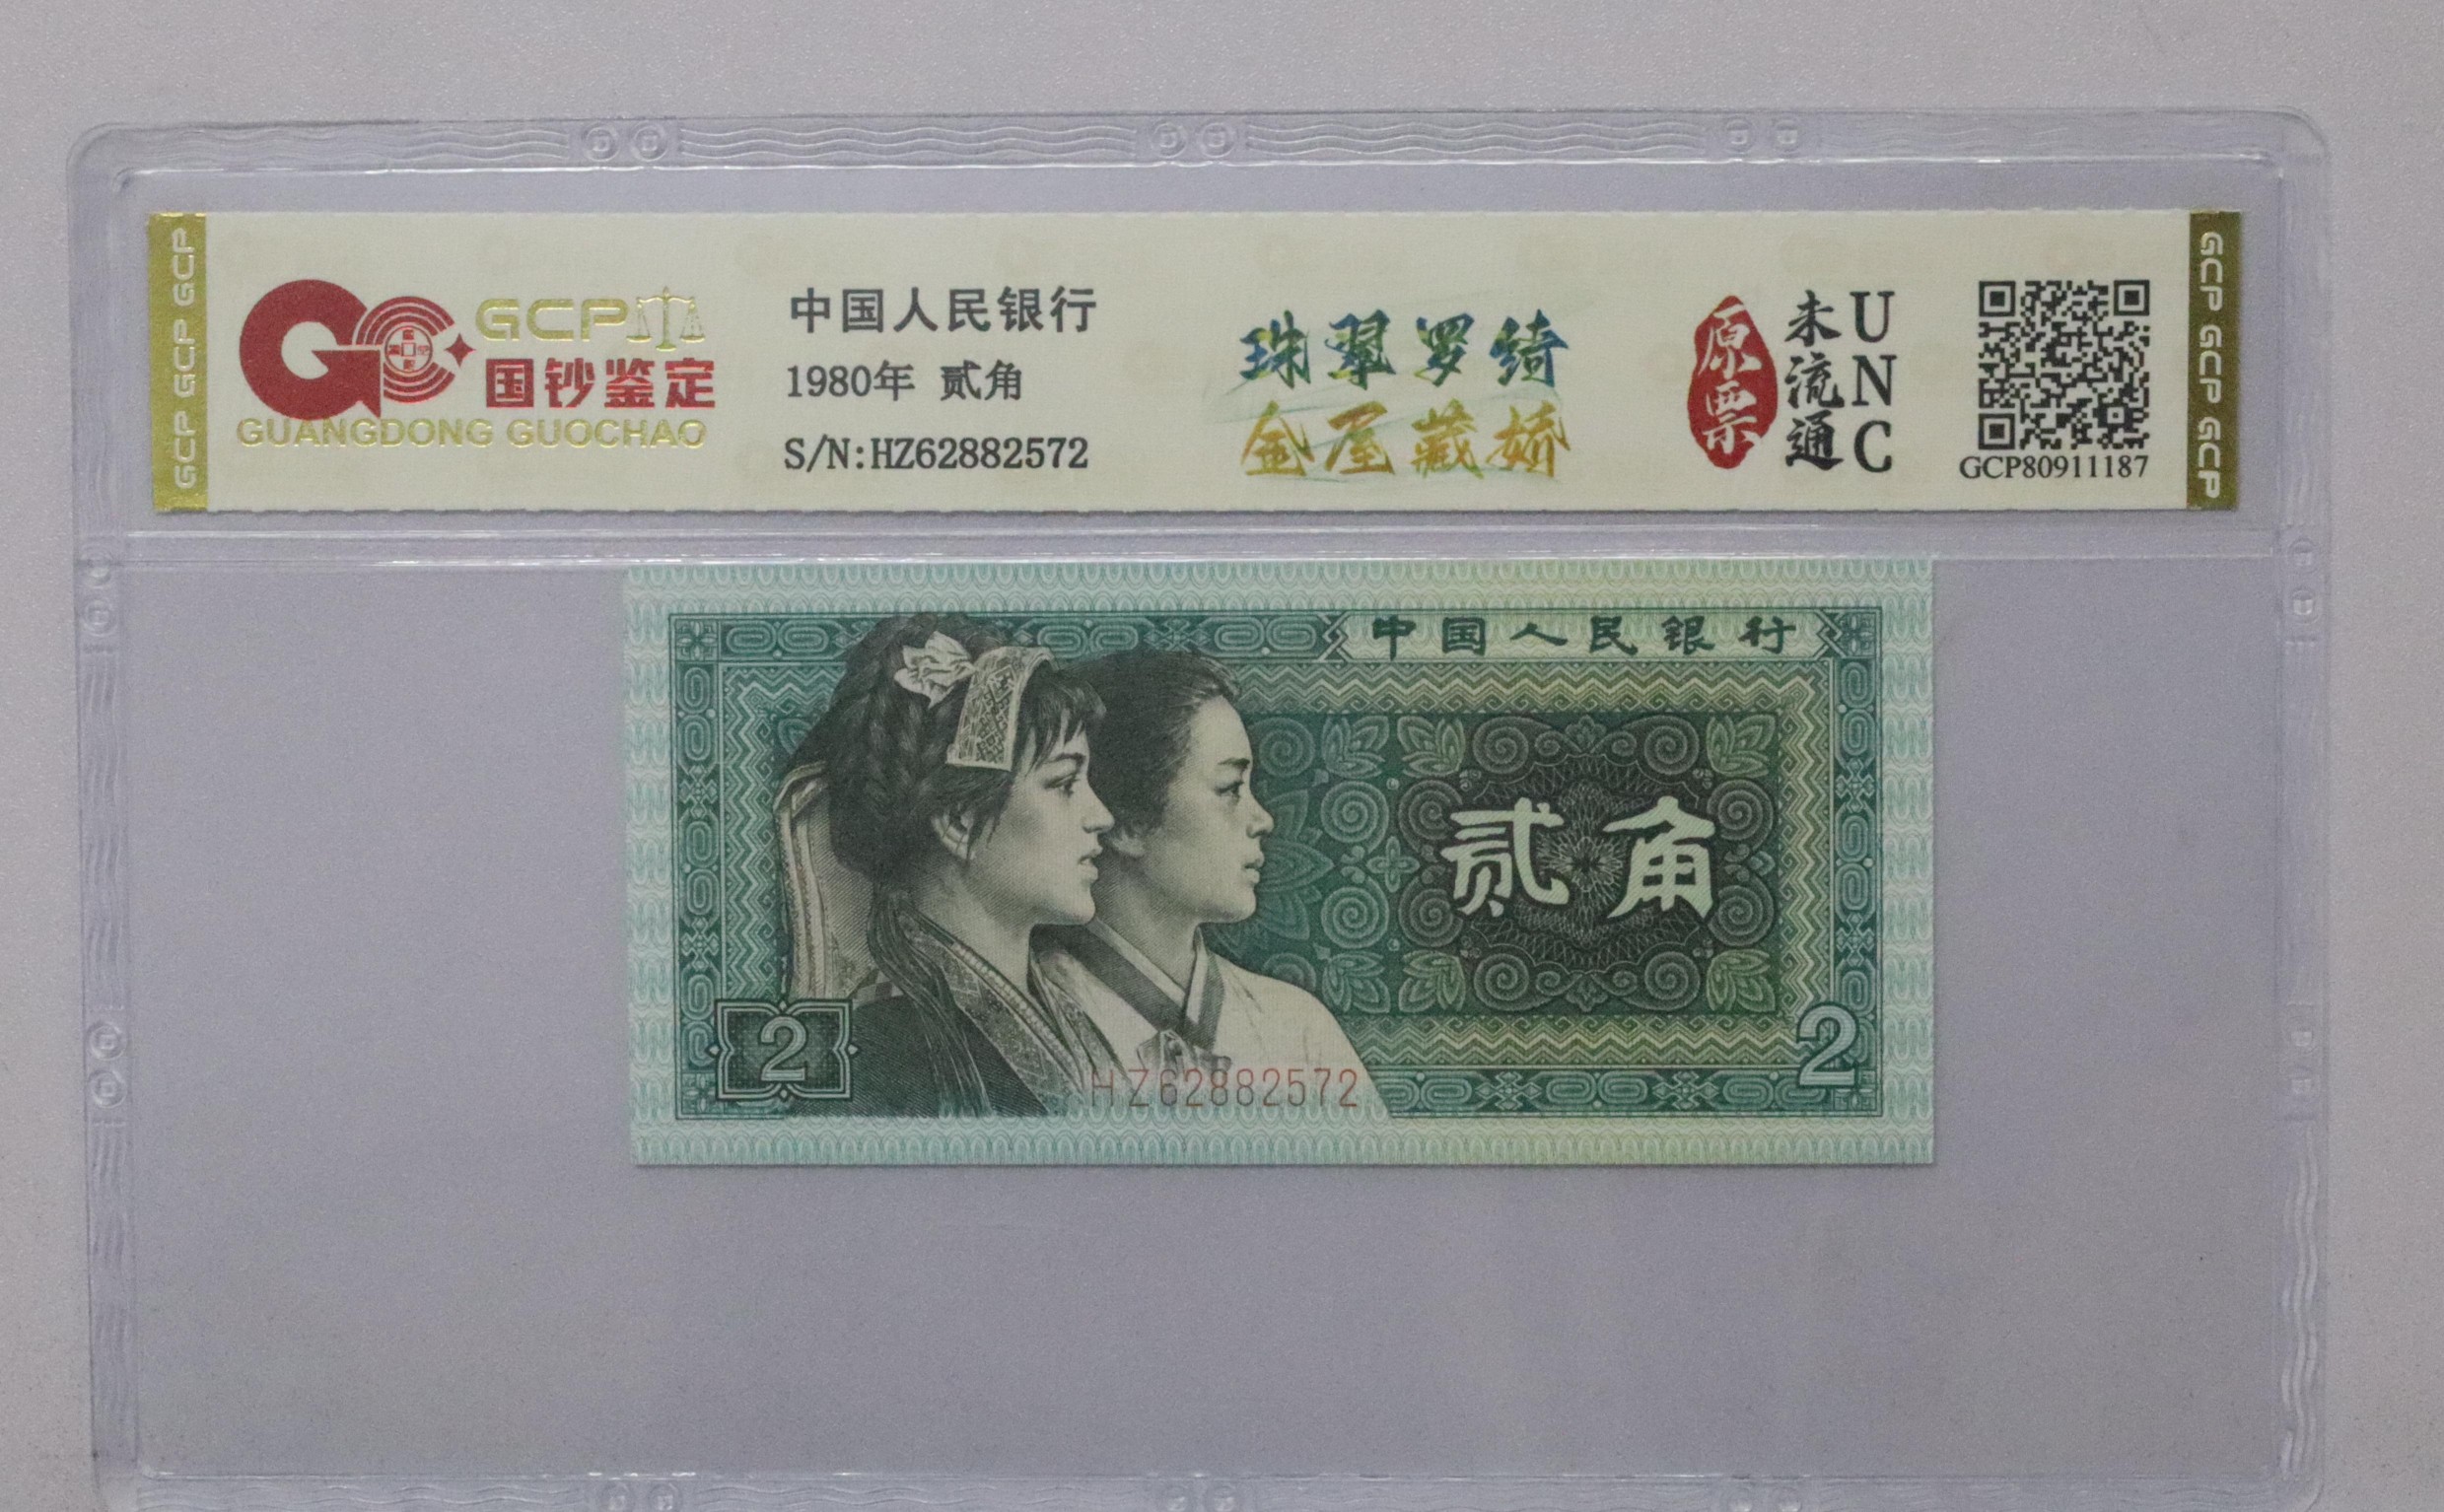 GCP GCP GCP
GCP
国钞鉴定
GUANGDONG GUOCHAO
中国人民银行
1980年 贰角
S/N:HZ62882572
珠翠罗绮
金屋藏娇
原票
未流通
UNC
GCP80911187
GCP GCP GCP
中国人民银行
贰角
2
2
HZ62882572